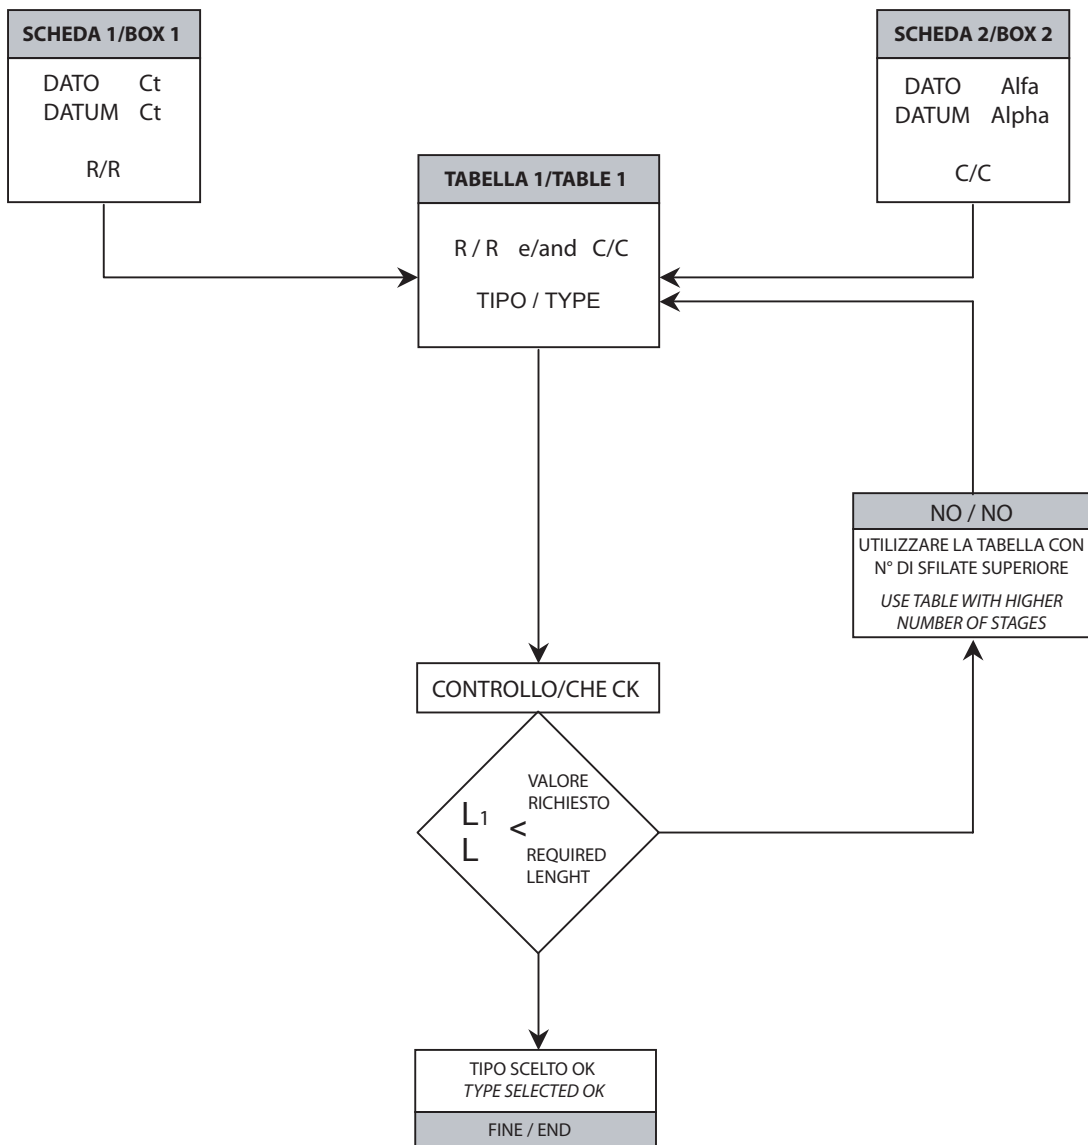 SCHEDA 1/BOX 1
DATO Ct
DATUM Ct
R/R
SCHEDA 2/BOX 2
DATO Alfa
DATUM Alpha
C/C
TABELLA 1/TABLE 1
R / R e/and C/C
TIPO / TYPE
NO / NO
UTILIZZARE LA TABELLA CON
N° DI SFILATE SUPERIORE
USE TABLE WITH HIGHER
NUMBER OF STAGES
CONTROLLO/CHE CK
VALORE
RICHIESTO
L1
<
L
REQUIRED
LENGHT
TIPO SCELTO OK
TYPE SELECTED OK
FINE / END